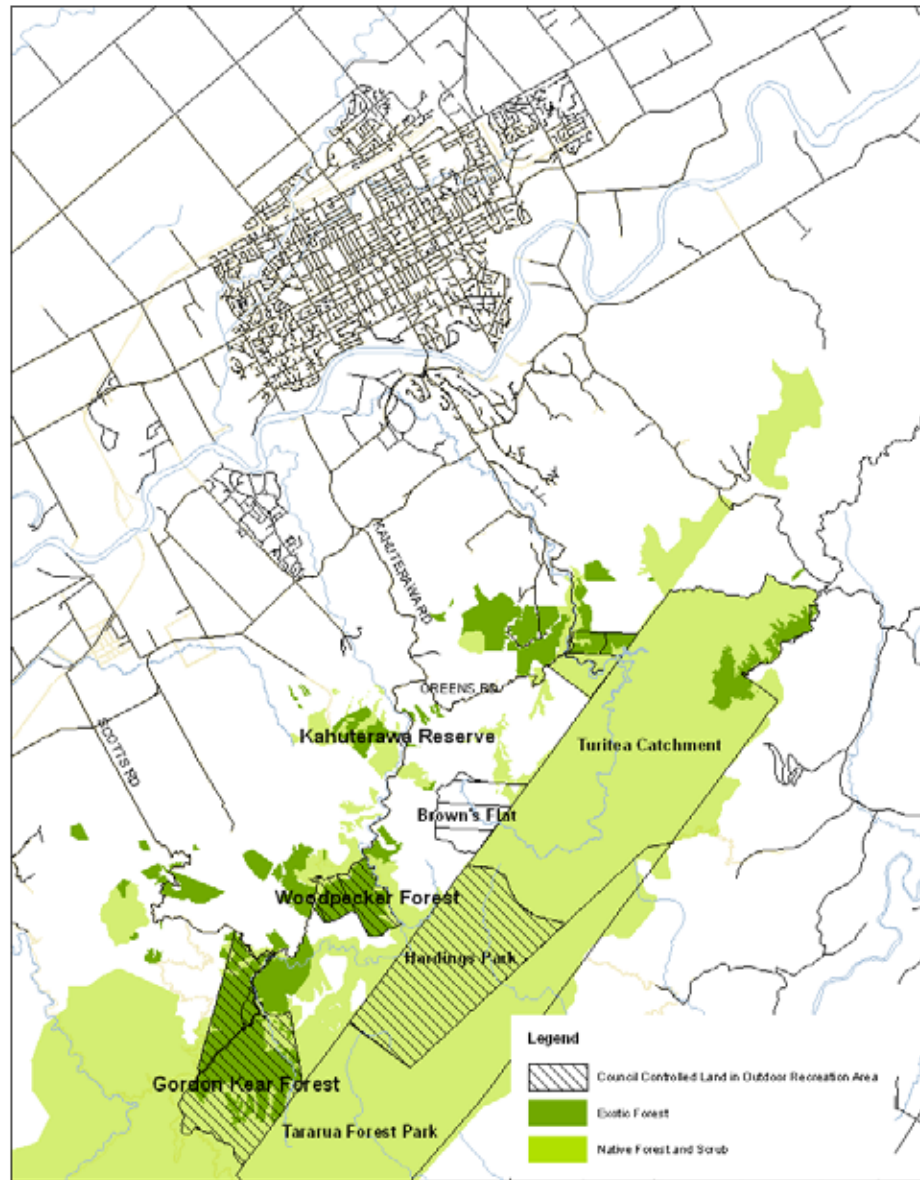 KAHUTERAWA RD
GREENS RD
Kahuterawa Reserve
Turitea Catchment
SCOTTS RD
Brown's Flat
Woodpecker Forest
Hardings Park
Gordon Kear Forest
Tararua Forest Park
Legend
Council Controlled Land in Outdoor Recreation Area
Exotic Forest
Native Forest and Scrub